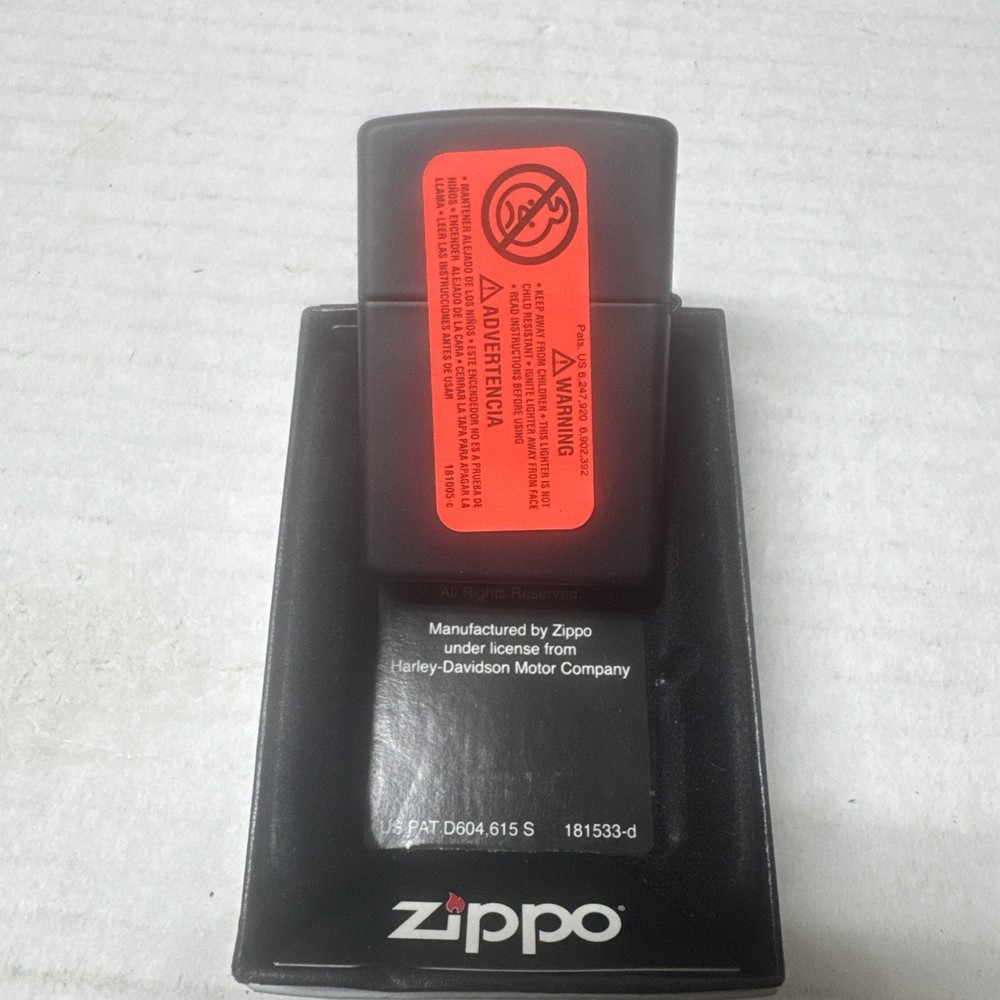 Pats. US 6,247,920 6,902,392
WARNING
• KEEP AWAY FROM CHILDREN • THIS LIGHTER IS NOT
CHILD RESISTANT • IGNITE LIGHTER AWAY FROM FACE
• READ INSTRUCTIONS BEFORE USING
ADVERTENCIA
• MANTENER ALEJADO DE LOS NIÑOS • ESTE ENCENDEDOR NO ES A PRUEBA DE
NIÑOS • ENCENDER ALEJADO DE LA CARA • CERRAR LA TAPA PARA APAGAR LA
LLAMA • LEER LAS INSTRUCCIONES ANTES DE USAR
181005-c
All Rights Reserved.
Manufactured by Zippo
under license from
Harley-Davidson Motor Company
US PAT D604,615 S 181533-d
zippo